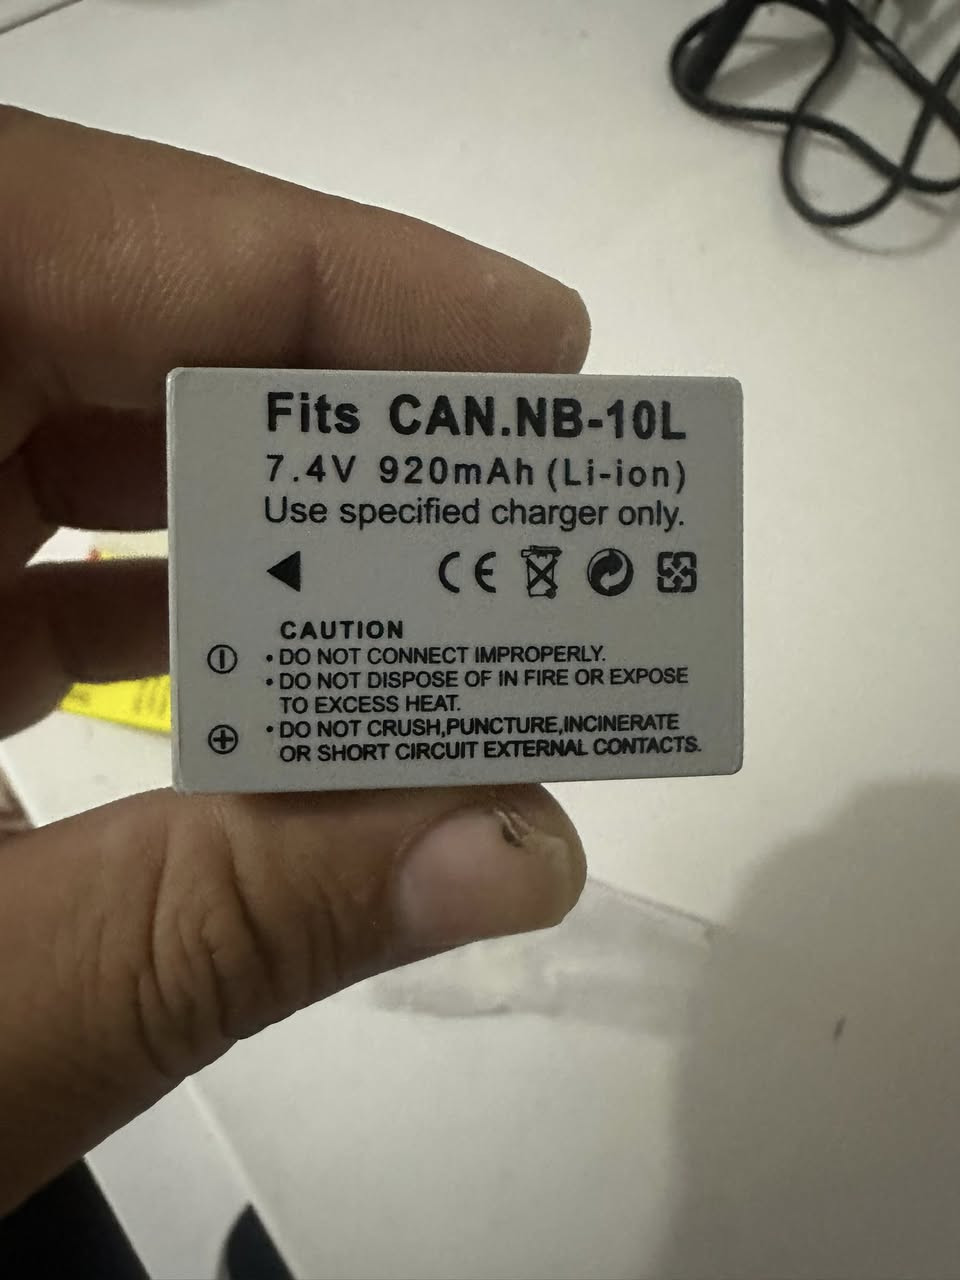 Fits CAN.NB-10L
7.4V 920mAh (Li-ion)
Use specified charger only.
CE
CAUTION
• DO NOT CONNECT IMPROPERLY.
• DO NOT DISPOSE OF IN FIRE OR EXPOSE
TO EXCESS HEAT.
• DO NOT CRUSH,PUNCTURE,INCINERATE
OR SHORT CIRCUIT EXTERNAL CONTACTS.